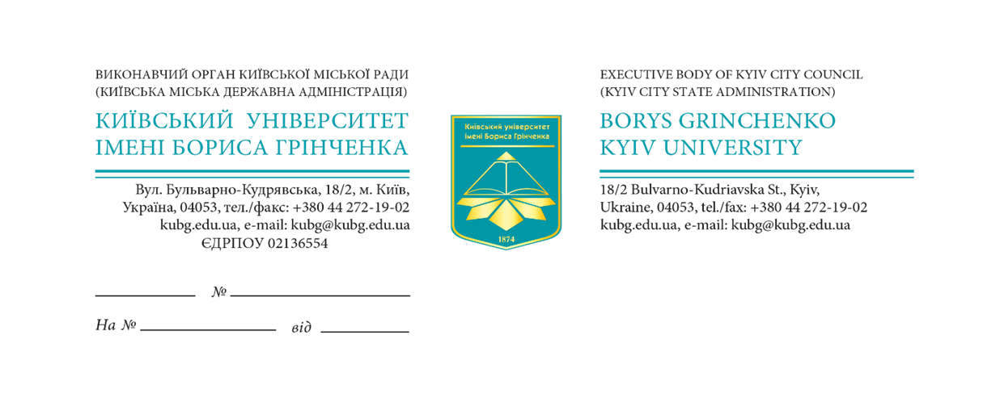 ВИКОНАВЧИЙ ОРГАН КИЇВСЬКОЇ МІСЬКОЇ РАДИ
(КИЇВСЬКА МІСЬКА ДЕРЖАВНА АДМІНІСТРАЦІЯ)
КИЇВСЬКИЙ УНІВЕРСИТЕТ
ІМЕНІ БОРИСА ГРІНЧЕНКА
Вул. Бульварно-Кудрявська, 18/2, м. Київ,
Україна, 04053, тел./факс: +380 44 272-19-02
kubg.edu.ua, e-mail: kubg@kubg.edu.ua
ЄДРПОУ 02136554
____________ № ______________________
На № ________________ від ___________
Київський університет
імені Бориса Грінченка
1874
EXECUTIVE BODY OF KYIV CITY COUNCIL
(KYIV CITY STATE ADMINISTRATION)
BORYS GRINCHENKO
KYIV UNIVERSITY
18/2 Bulvarno-Kudriavska St., Kyiv,
Ukraine, 04053, tel./fax: +380 44 272-19-02
kubg.edu.ua, e-mail: kubg@kubg.edu.ua